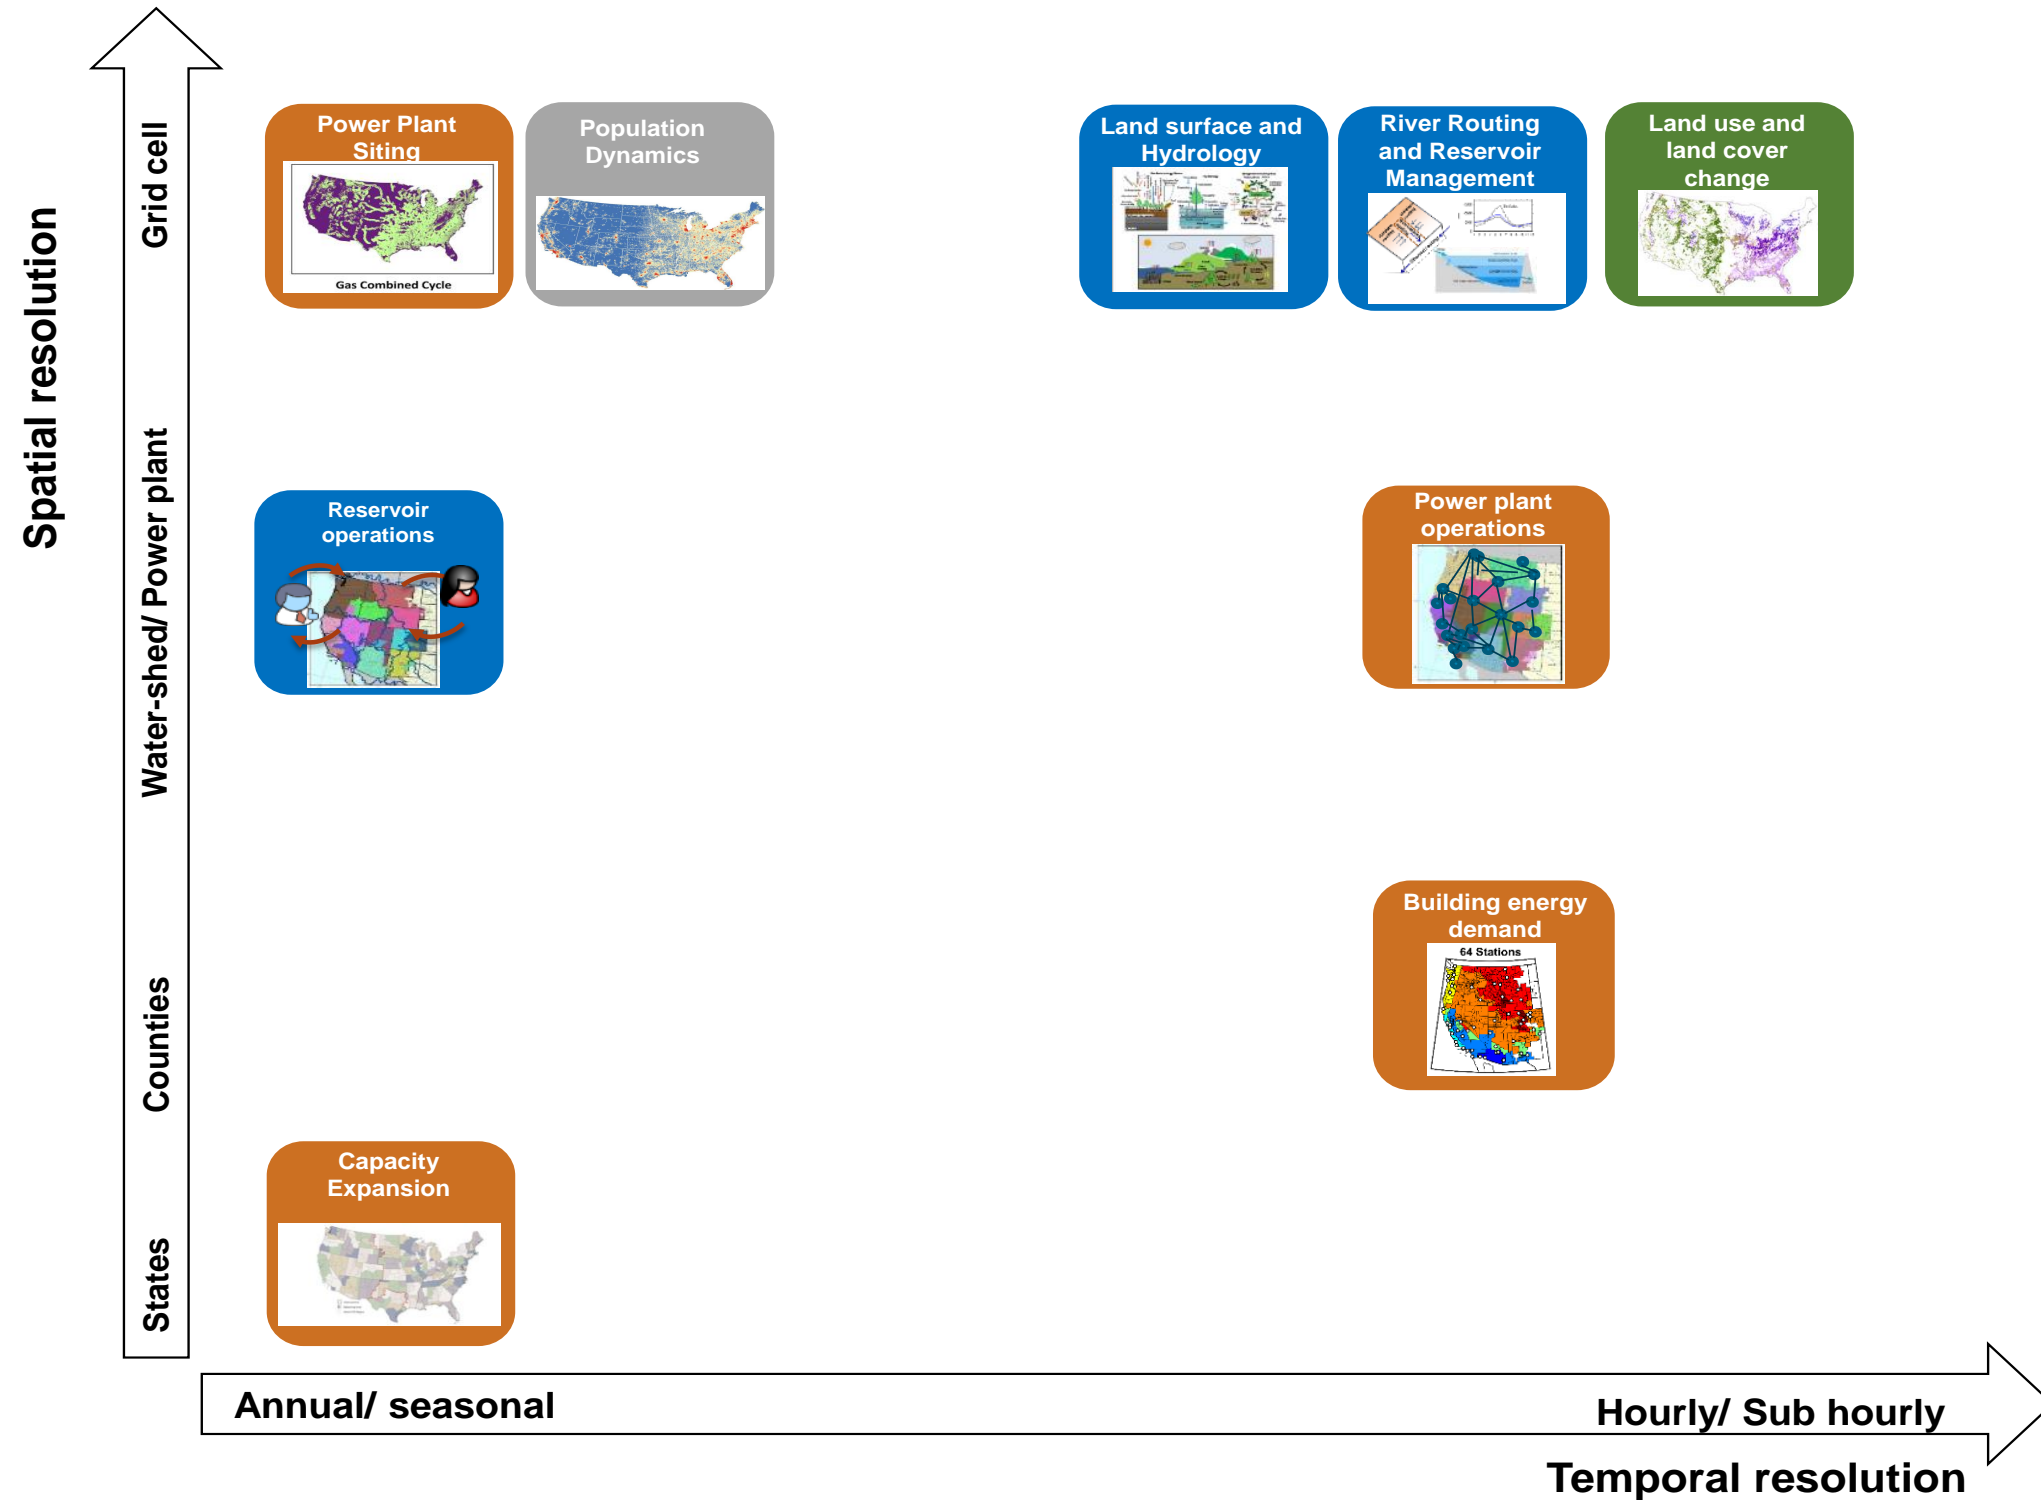 Spatial resolution
Grid cell
Water-shed/ Power plant
Counties
States
Power Plant
Siting
Gas Combined Cycle
Population
Dynamics
Land surface and
Hydrology
River Routing
and Reservoir
Management
Land use and
land cover
change
Reservoir
operations
Power plant
operations
Building energy
demand
64 Stations
Capacity
Expansion
Annual/ seasonal
Hourly/ Sub hourly
Temporal resolution